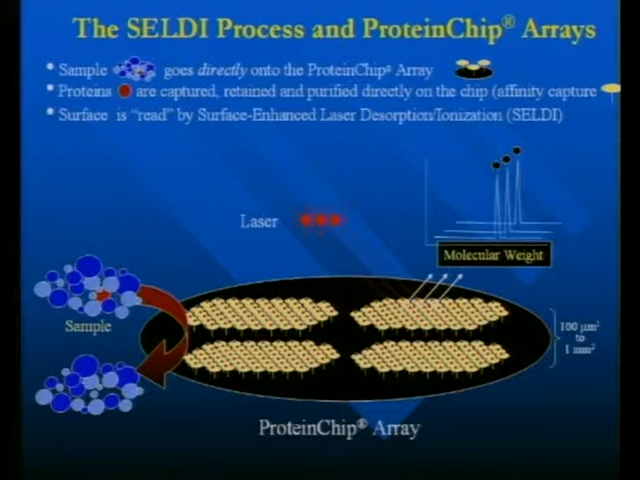 The SELDI Process and ProteinChip® Arrays
* Sample goes directly onto the ProteinChip® Array
* Proteins are captured, retained and purified directly on the chip (affinity capture
* Surface is "read" by Surface-Enhanced Laser Desorption/Ionization (SELDI)
Laser
Molecular Weight
Sample
100 µm²
to
1 mm²
ProteinChip® Array